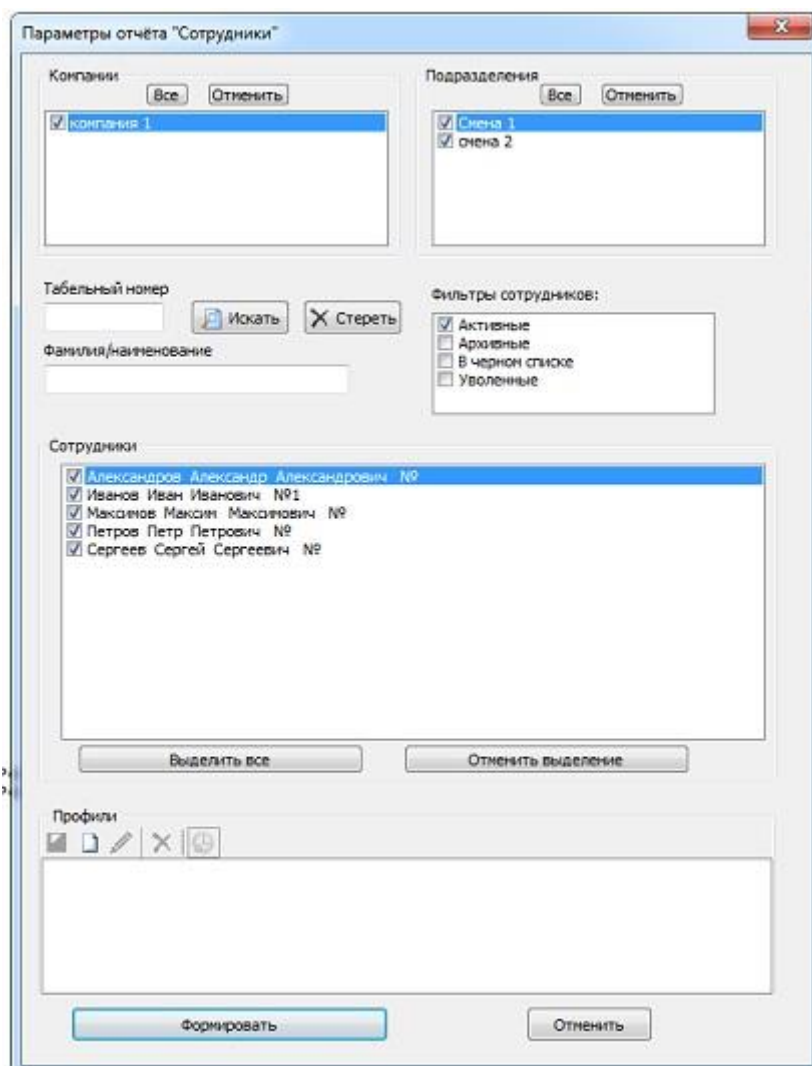 Параметры отчёта "Сотрудники"
Компании
Все Отменить
компания 1
Подразделения
Все Отменить
Смена 1
смена 2
Табельный номер
Искать Стереть
Фамилия/наименование
Фильтры сотрудников:
Активные
Архивные
В черном списке
Уволенные
Сотрудники
Александров Александр Александрович №
Иванов Иван Иванович №1
Максимов Максим Максимович №
Петров Петр Петрович №
Сергеев Сергей Сергеевич №
Выделить все Отменить выделение
Профили
Формировать Отменить